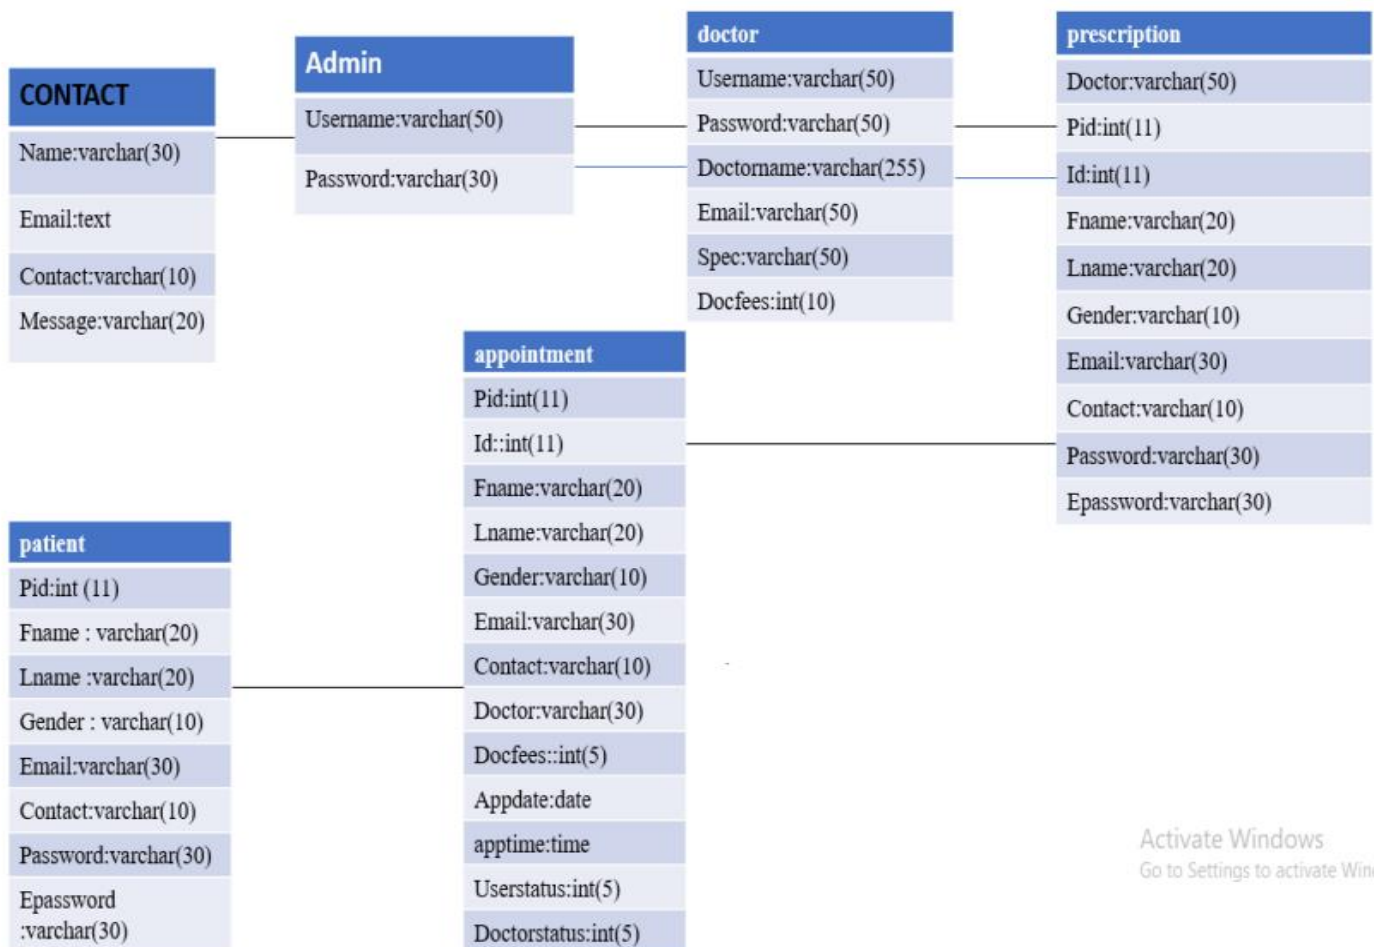 CONTACT
Name:varchar(30)
Email:text
Contact:varchar(10)
Message:varchar(20)
Admin
Username:varchar(50)
Password:varchar(30)
doctor
Username:varchar(50)
Password:varchar(50)
Doctorname:varchar(255)
Email:varchar(50)
Spec:varchar(50)
Docfees:int(10)
prescription
Doctor:varchar(50)
Pid:int(11)
Id:int(11)
Fname:varchar(20)
Lname:varchar(20)
Gender:varchar(10)
Email:varchar(30)
Contact:varchar(10)
Password:varchar(30)
Epassword:varchar(30)
appointment
Pid:int(11)
Id::int(11)
Fname:varchar(20)
Lname:varchar(20)
Gender:varchar(10)
Email:varchar(30)
Contact:varchar(10)
Doctor:varchar(30)
Docfees::int(5)
Appdate:date
apptime:time
Userstatus:int(5)
Doctorstatus:int(5)
patient
Pid:int (11)
Fname : varchar(20)
Lname :varchar(20)
Gender : varchar(10)
Email:varchar(30)
Contact:varchar(10)
Password:varchar(30)
Epassword
:varchar(30)
Activate Windows
Go to Settings to activate Win